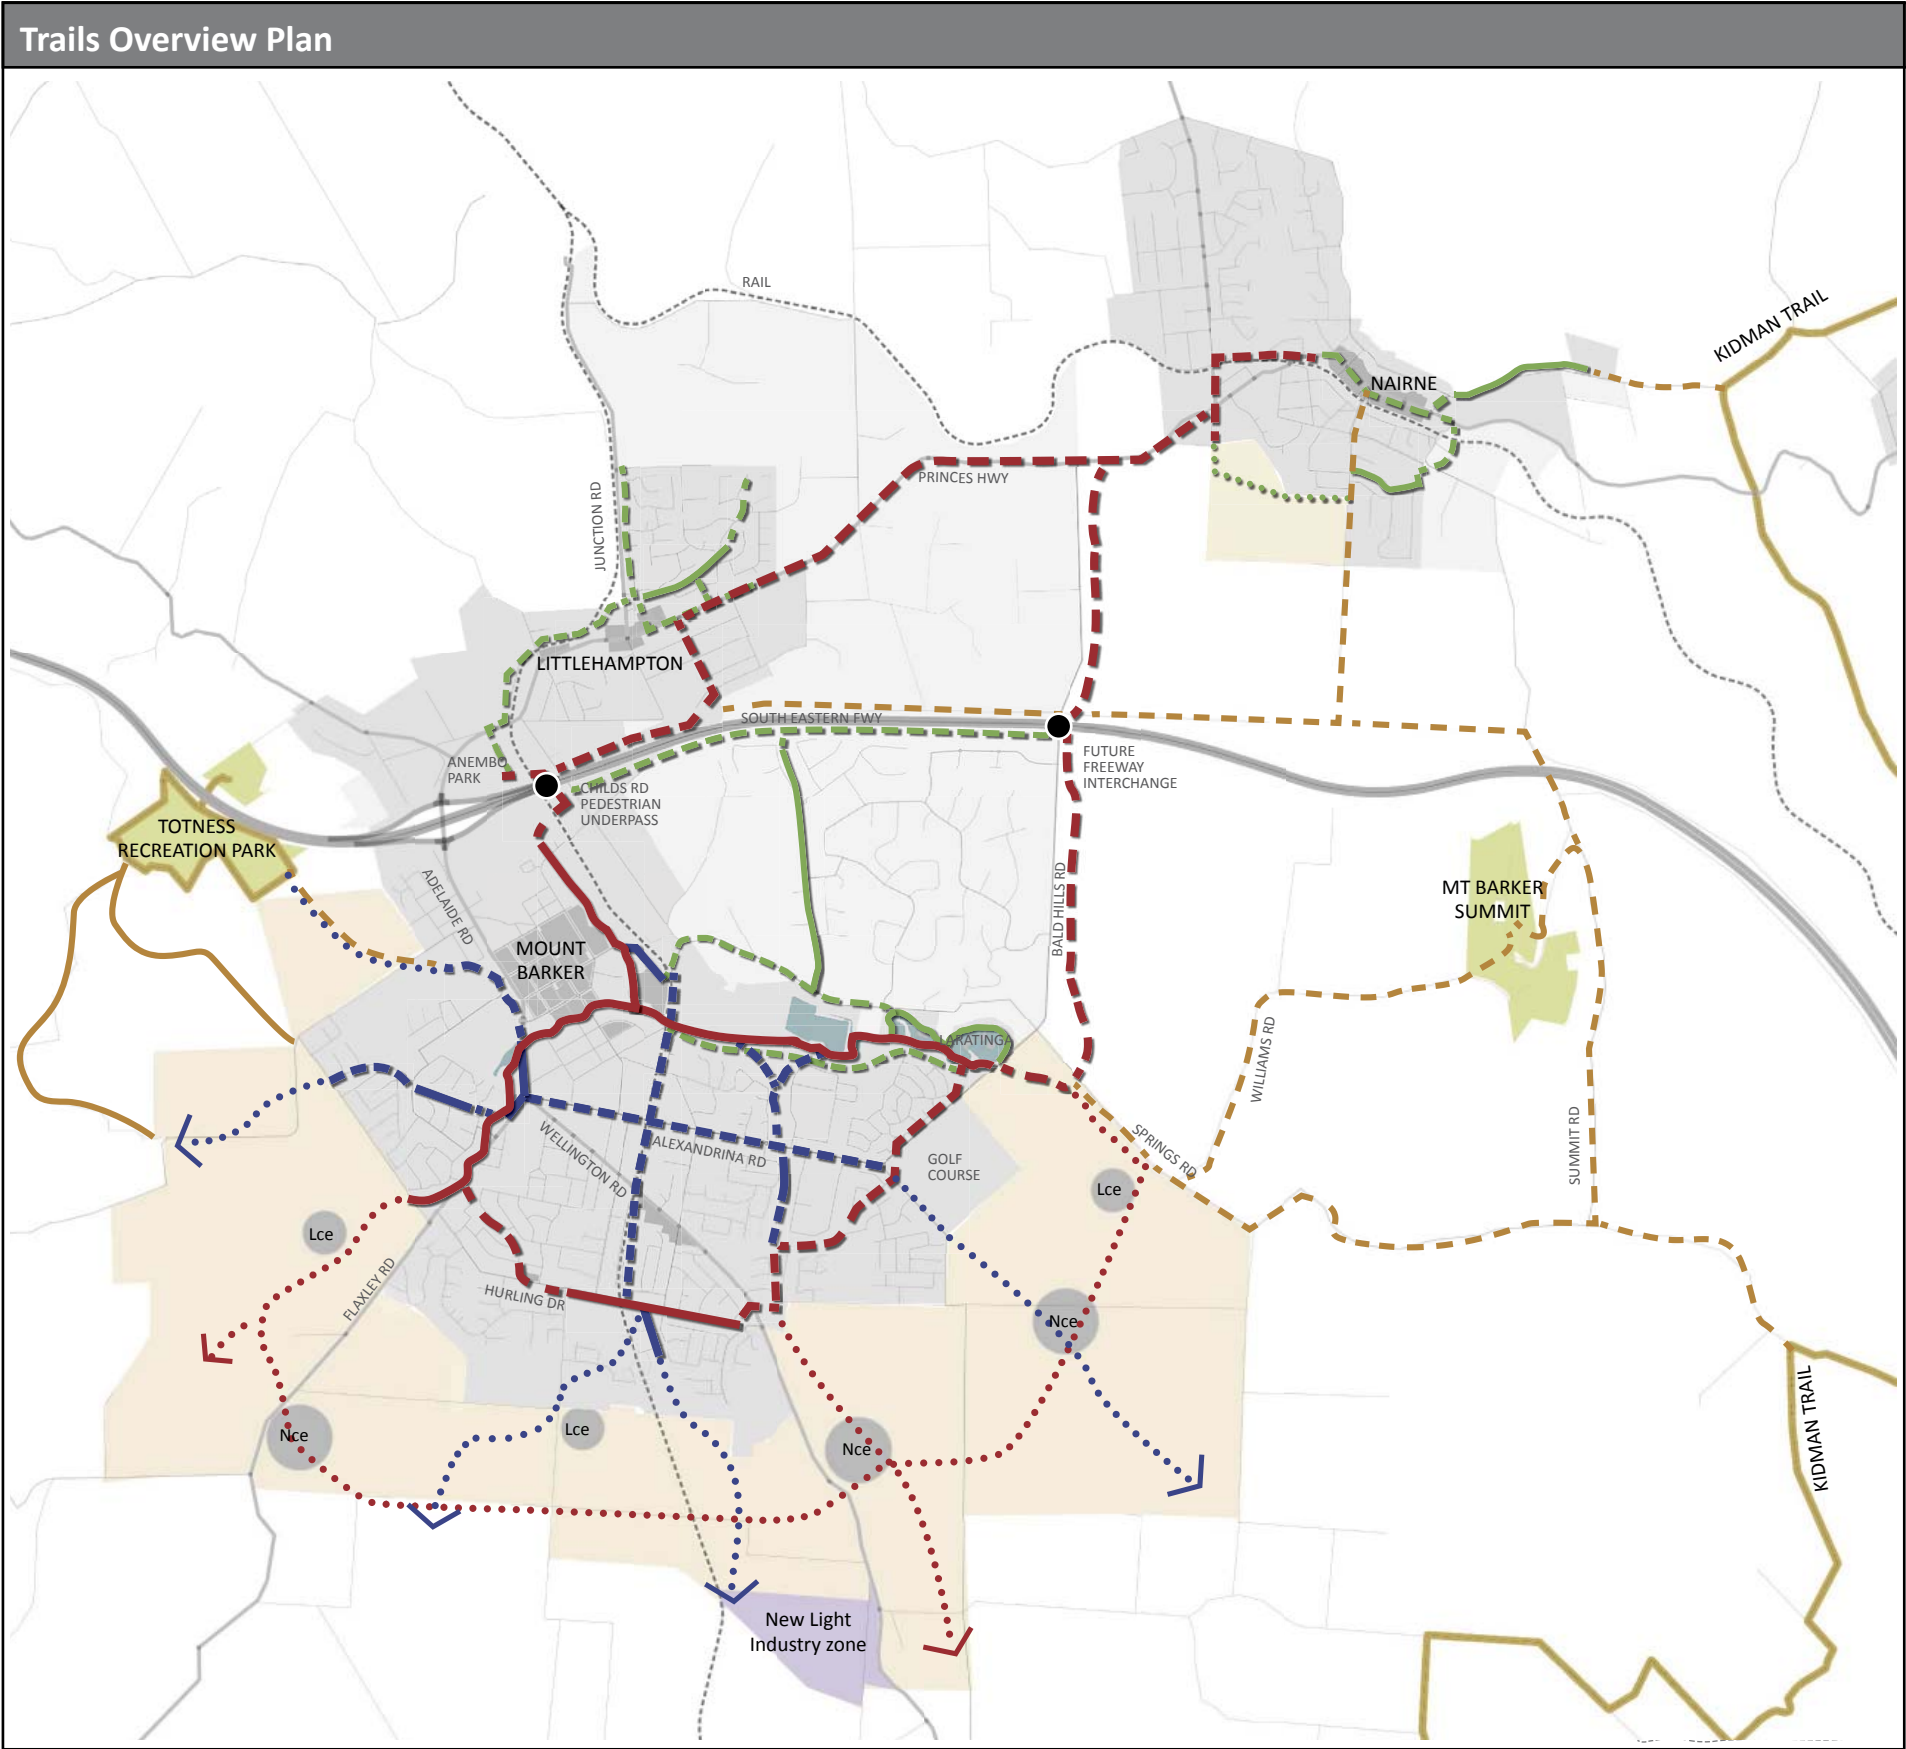 Trails Overview Plan
RAIL
KIDMAN TRAIL
NAIRNE
PRINCES HWY
JUNCTION RD
LITTLEHAMPTON
SOUTH EASTERN FWY
ANEMBO
PARK
FUTURE
FREEWAY
INTERCHANGE
CHILDS RD
PEDESTRIAN
UNDERPASS
TOTNESS
RECREATION PARK
ADELAIDE RD
BALD HILLS RD
MT BARKER
SUMMIT
MOUNT
BARKER
LARATINGA
WILLIAMS RD
SUMMIT RD
SPRINGS RD
WELLINGTON RD
ALEXANDRINA RD
GOLF
COURSE
Lce
Lce
FLAXLEY RD
HURLING DR
Nce
KIDMAN TRAIL
Nce
Lce
Nce
New Light
Industry zone